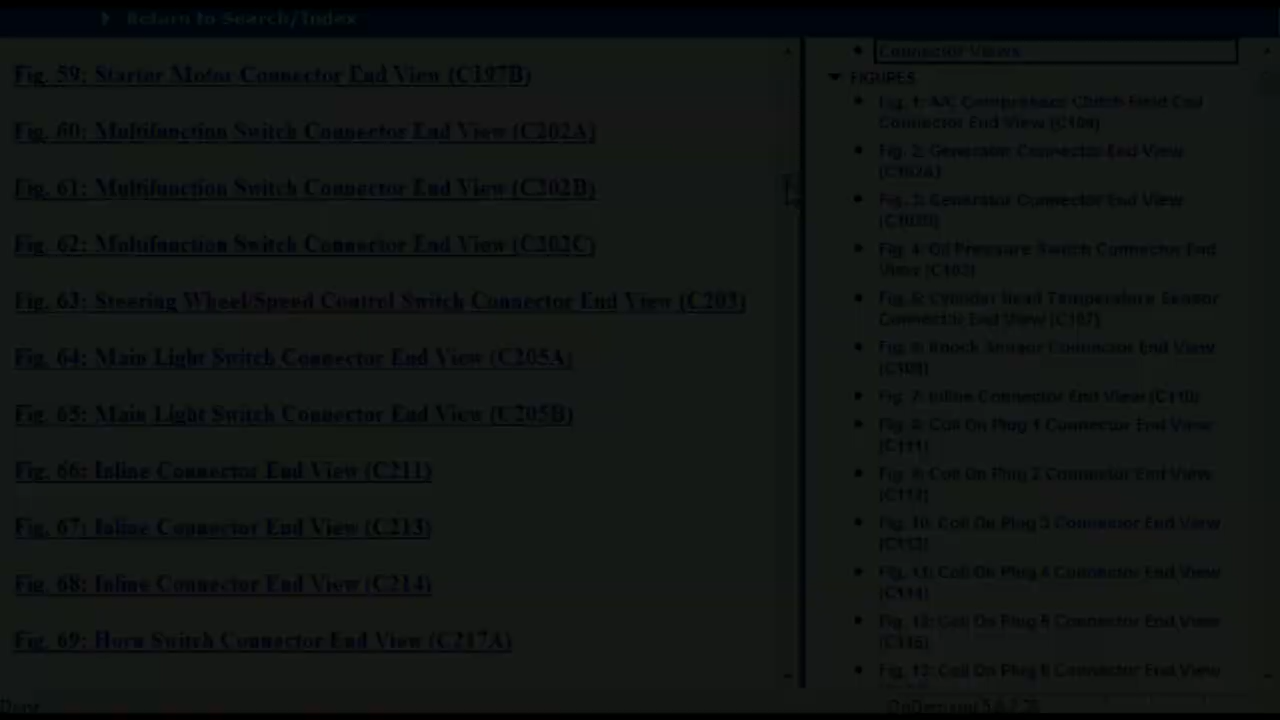 Return to Search/Index
Fig. 59: Starter Motor Connector End View (C197B)
Fig. 60: Multifunction Switch Connector End View (C202A)
Fig. 61: Multifunction Switch Connector End View (C202B)
Fig. 62: Multifunction Switch Connector End View (C202C)
Fig. 63: Steering Wheel/Speed Control Switch Connector End View (C203)
Fig. 64: Main Light Switch Connector End View (C205A)
Fig. 65: Main Light Switch Connector End View (C205B)
Fig. 66: Inline Connector End View (C211)
Fig. 67: Inline Connector End View (C213)
Fig. 68: Inline Connector End View (C214)
Fig. 69: Horn Switch Connector End View (C217A)
Done
Connector Views
FIGURES
Fig. 1: A/C Compressor Clutch Field Coil
Connector End View (C100)
Fig. 2: Generator Connector End View
(C102A)
Fig. 3: Generator Connector End View
(C102B)
Fig. 4: Oil Pressure Switch Connector End
View (C103)
Fig. 5: Cylinder Head Temperature Sensor
Connector End View (C107)
Fig. 6: Knock Sensor Connector End View
(C108)
Fig. 7: Inline Connector End View (C110)
Fig. 8: Coil On Plug 1 Connector End View
(C111)
Fig. 9: Coil On Plug 2 Connector End View
(C112)
Fig. 10: Coil On Plug 3 Connector End View
(C113)
Fig. 11: Coil On Plug 4 Connector End View
(C114)
Fig. 12: Coil On Plug 5 Connector End View
(C115)
Fig. 13: Coil On Plug 6 Connector End View